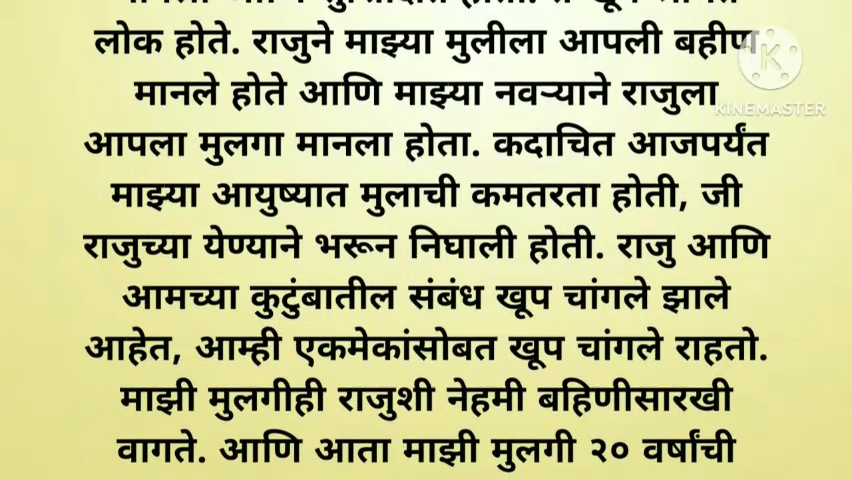 लोक होते. राजुने माझ्या मुलीला आपली बहीण
मानले होते आणि माझ्या नवऱ्याने राजुला
आपला मुलगा मानला होता. कदाचित आजपर्यंत
माझ्या आयुष्यात मुलाची कमतरता होती, जी
राजुच्या येण्याने भरून निघाली होती. राजु आणि
आमच्या कुटुंबातील संबंध खूप चांगले झाले
आहेत, आम्ही एकमेकांसोबत खूप चांगले राहतो.
माझी मुलगीही राजुशी नेहमी बहिणीसारखी
वागते. आणि आता माझी मुलगी २० वर्षांची
KINEMASTER